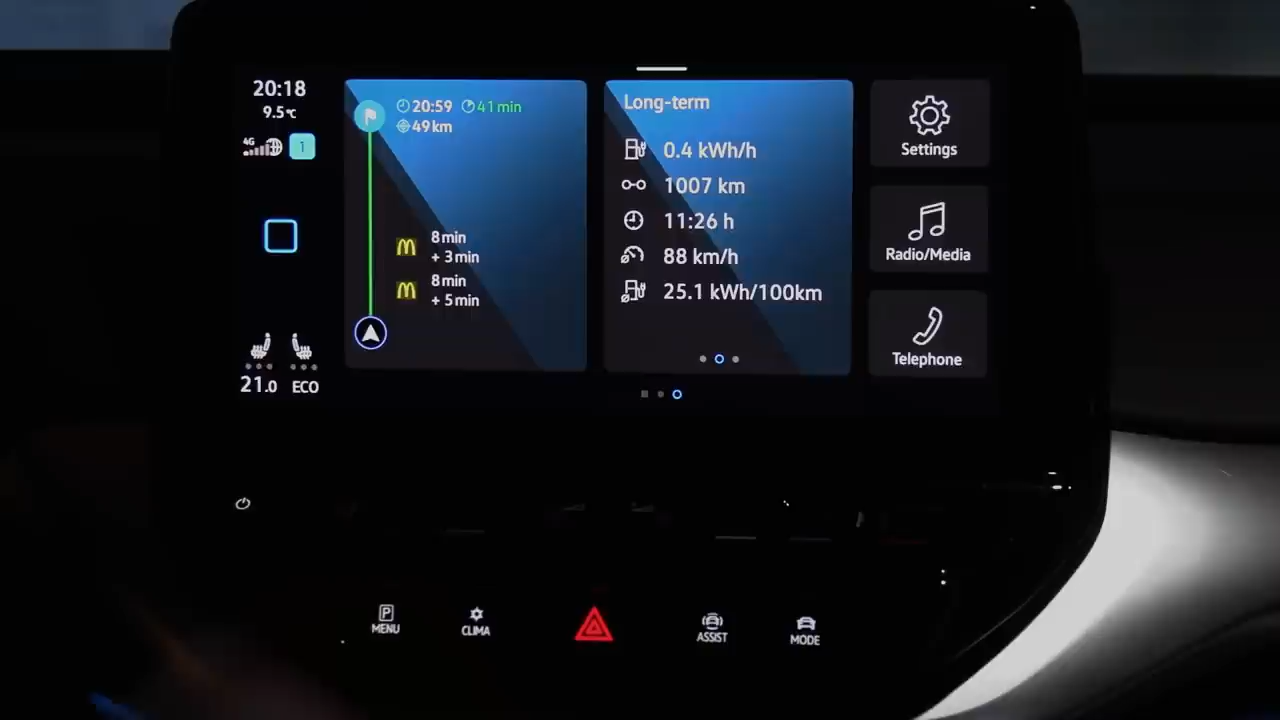 20:18
9.5°C
4G
1
21.0
ECO
20:59 41 min
49 km
8 min
+ 3 min
8 min
+ 5 min
Long-term
0.4 kWh/h
1007 km
11:26 h
88 km/h
25.1 kWh/100km
Settings
Radio/Media
Telephone
P
MENU
CLIMA
ASSIST
MODE